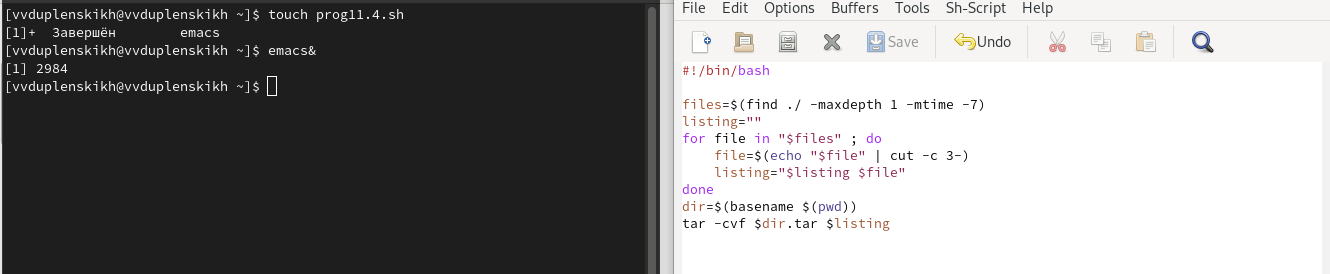 [vvduplenskikh@vvduplenskikh ~]$ touch prog11.4.sh
[1]+  Завершён        emacs
[vvduplenskikh@vvduplenskikh ~]$ emacs&
[1] 2984
[vvduplenskikh@vvduplenskikh ~]$
File Edit Options Buffers Tools Sh-Script Help
Save Undo
#!/bin/bash

files=$(find ./ -maxdepth 1 -mtime -7)
listing=""
for file in "$files" ; do
    file=$(echo "$file" | cut -c 3-)
    listing="$listing $file"
done
dir=$(basename $(pwd))
tar -cvf $dir.tar $listing